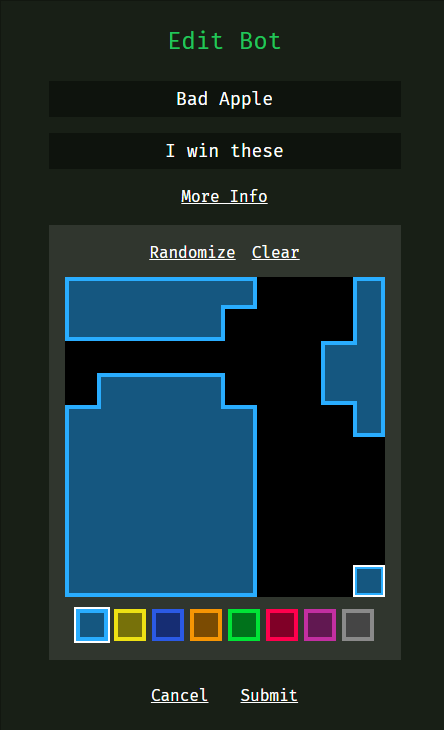 Edit Bot
Bad Apple
I win these
More Info
Randomize Clear
Cancel Submit